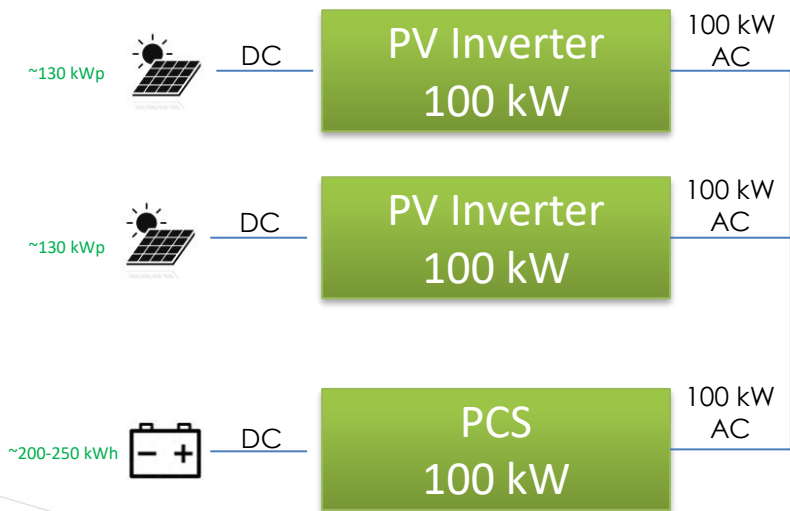 ~130 kWp
DC
PV Inverter
100 kW
100 kW
AC
~130 kWp
DC
PV Inverter
100 kW
100 kW
AC
~200-250 kWh
DC
PCS
100 kW
100 kW
AC